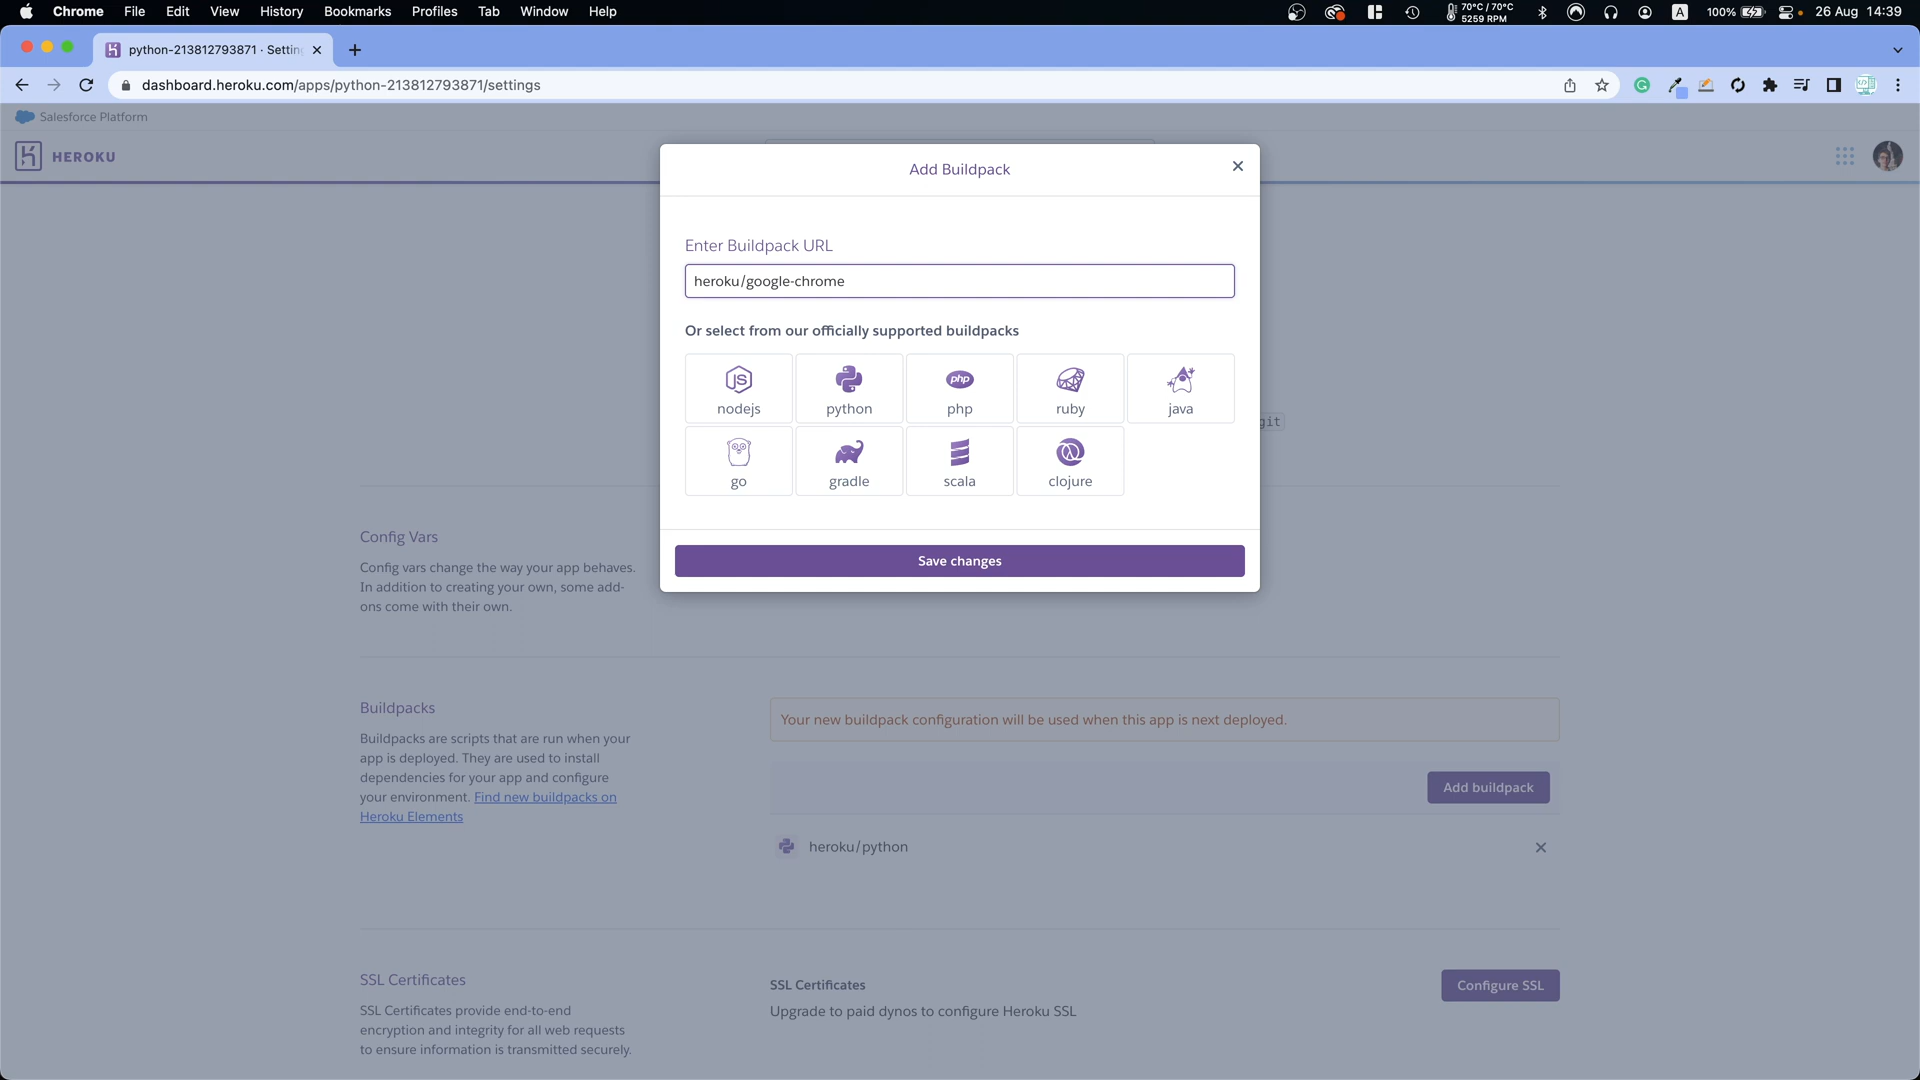 Chrome File Edit View History Bookmarks Profiles Tab Window Help
70°C / 70°C
5259 RPM
A
100%
26 Aug 14:39
python-213812793871 · Settin
dashboard.heroku.com/apps/python-213812793871/settings
Salesforce Platform
HEROKU
Add Buildpack
Enter Buildpack URL
heroku/google-chrome
Or select from our officially supported buildpacks
JS
php
nodejs python php ruby java
go gradle scala clojure
git
Save changes
Config Vars
Config vars change the way your app behaves.
In addition to creating your own, some add-
ons come with their own.
Buildpacks
Buildpacks are scripts that are run when your
app is deployed. They are used to install
dependencies for your app and configure
your environment. Find new buildpacks on
Heroku Elements
Your new buildpack configuration will be used when this app is next deployed.
Add buildpack
heroku/python
SSL Certificates
SSL Certificates provide end-to-end
encryption and integrity for all web requests
to ensure information is transmitted securely.
SSL Certificates
Upgrade to paid dynos to configure Heroku SSL
Configure SSL